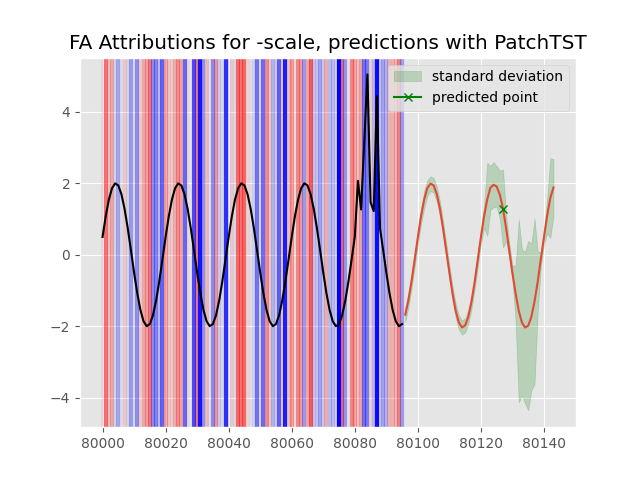 FA Attributions for -scale, predictions with PatchTST
standard deviation
predicted point
4
2
0
−2
−4
80000 80020 80040 80060 80080 80100 80120 80140